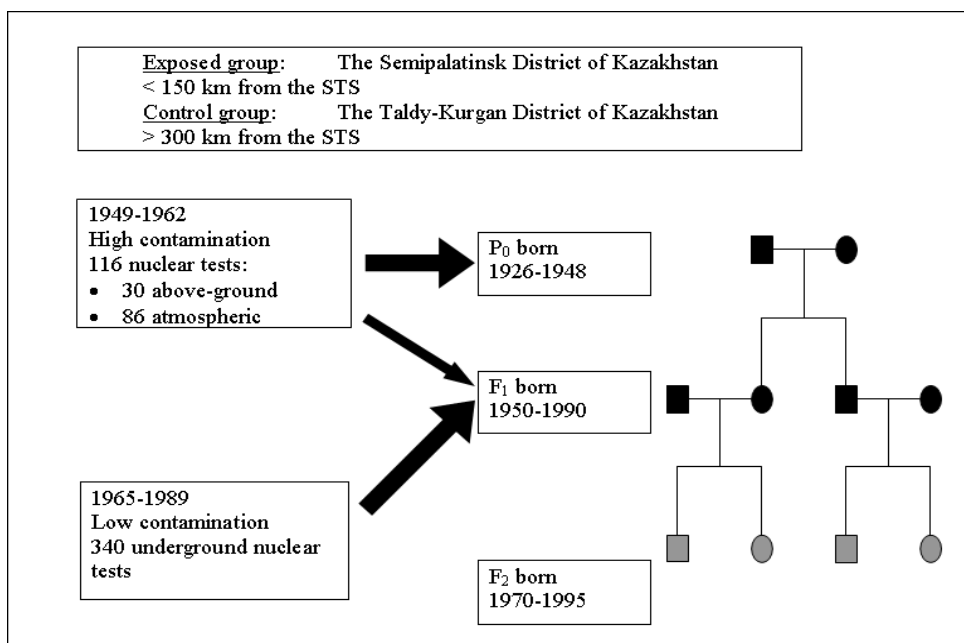 Exposed group: The Semipalatinsk District of Kazakhstan
< 150 km from the STS
Control group: The Taldy-Kurgan District of Kazakhstan
> 300 km from the STS
1949-1962
High contamination
116 nuclear tests:
• 30 above-ground
• 86 atmospheric
P₀ born
1926-1948
F₁ born
1950-1990
1965-1989
Low contamination
340 underground nuclear
tests
F₂ born
1970-1995